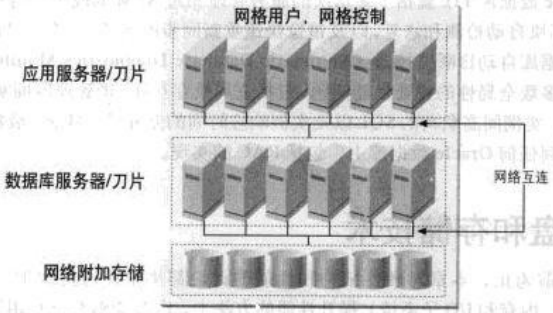 网格用户，网格控制
应用服务器/刀片
数据库服务器/刀片
网络互连
网络附加存储